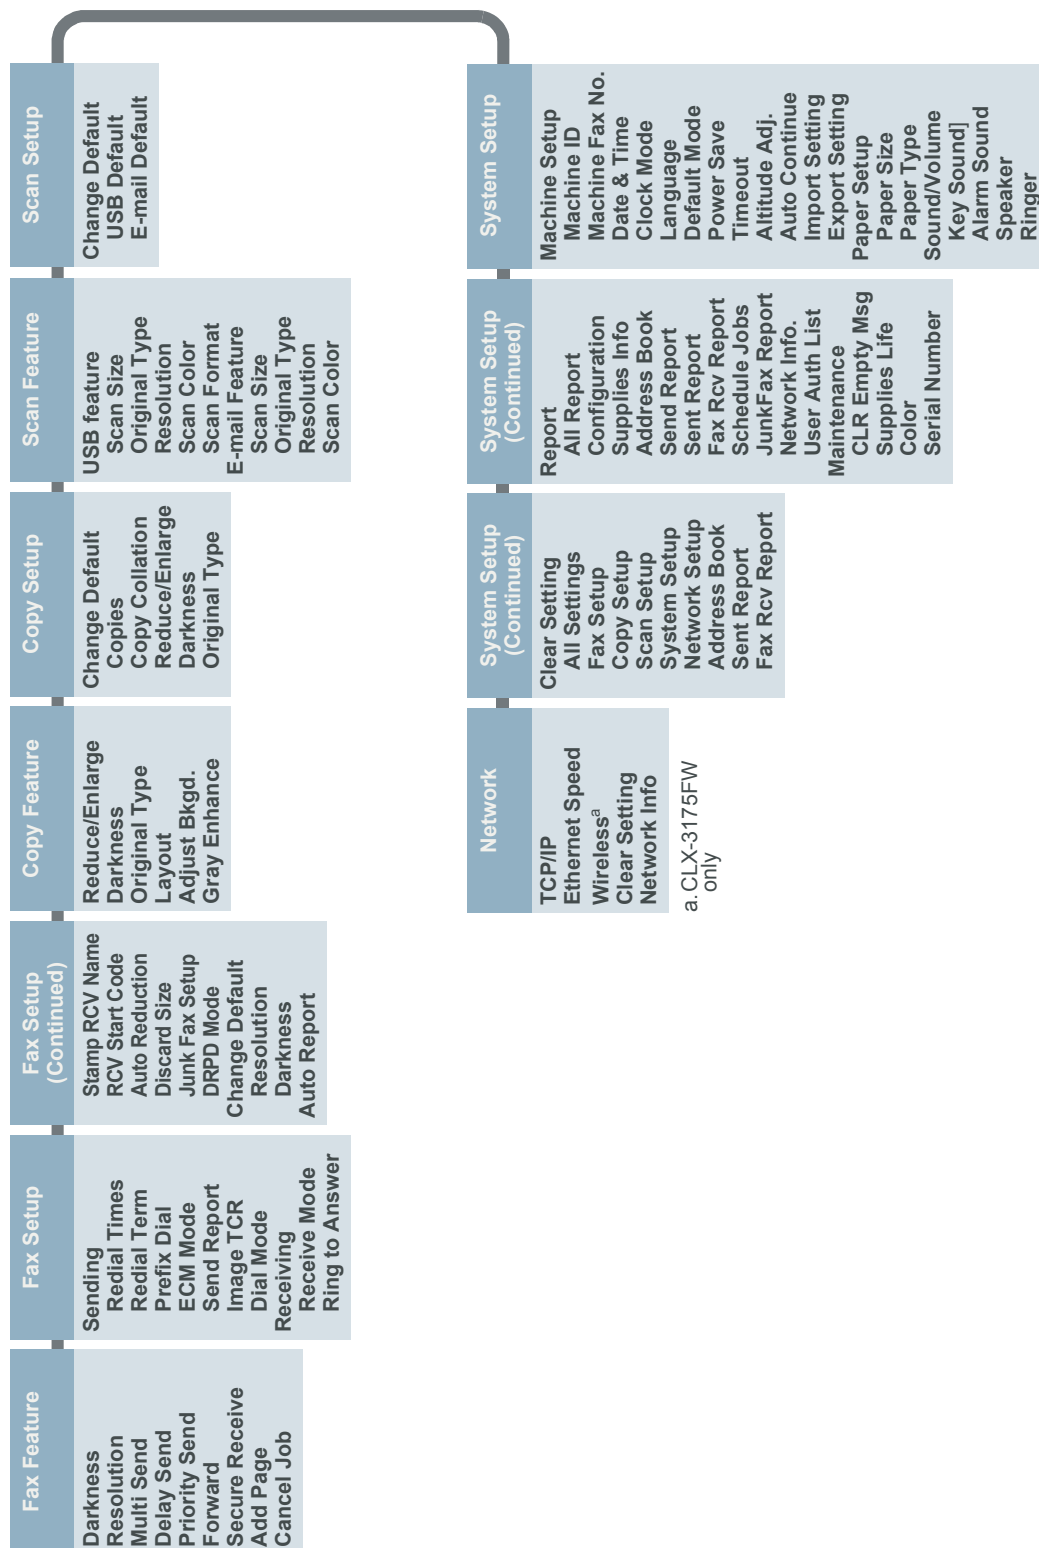 Fax Feature
Darkness
Resolution
Multi Send
Delay Send
Priority Send
Forward
Secure Receive
Add Page
Cancel Job
Fax Setup
Sending
Redial Times
Redial Term
Prefix Dial
ECM Mode
Send Report
Image TCR
Dial Mode
Receiving
Receive Mode
Ring to Answer
Fax Setup
(Continued)
Stamp RCV Name
RCV Start Code
Auto Reduction
Discard Size
Junk Fax Setup
DRPD Mode
Change Default
Resolution
Darkness
Auto Report
Copy Feature
Reduce/Enlarge
Darkness
Original Type
Layout
Adjust Bkgd.
Gray Enhance
Copy Setup
Change Default
Copies
Copy Collation
Reduce/Enlarge
Darkness
Original Type
Scan Feature
USB feature
Scan Size
Original Type
Resolution
Scan Color
Scan Format
E-mail Feature
Scan Size
Original Type
Resolution
Scan Color
Scan Setup
Change Default
USB Default
E-mail Default
Network
TCP/IP
Ethernet Speed
Wirelessa
Clear Setting
Network Info
a.CLX-3175FW
only
System Setup
(Continued)
Clear Setting
All Settings
Fax Setup
Copy Setup
Scan Setup
System Setup
Network Setup
Address Book
Sent Report
Fax Rcv Report
System Setup
(Continued)
Report
All Report
Configuration
Supplies Info
Address Book
Send Report
Sent Report
Fax Rcv Report
Schedule Jobs
JunkFax Report
Network Info.
User Auth List
Maintenance
CLR Empty Msg
Supplies Life
Color
Serial Number
System Setup
Machine Setup
Machine ID
Machine Fax No.
Date & Time
Clock Mode
Language
Default Mode
Power Save
Timeout
Altitude Adj.
Auto Continue
Import Setting
Export Setting
Paper Setup
Paper Size
Paper Type
Sound/Volume
Key Sound]
Alarm Sound
Speaker
Ringer